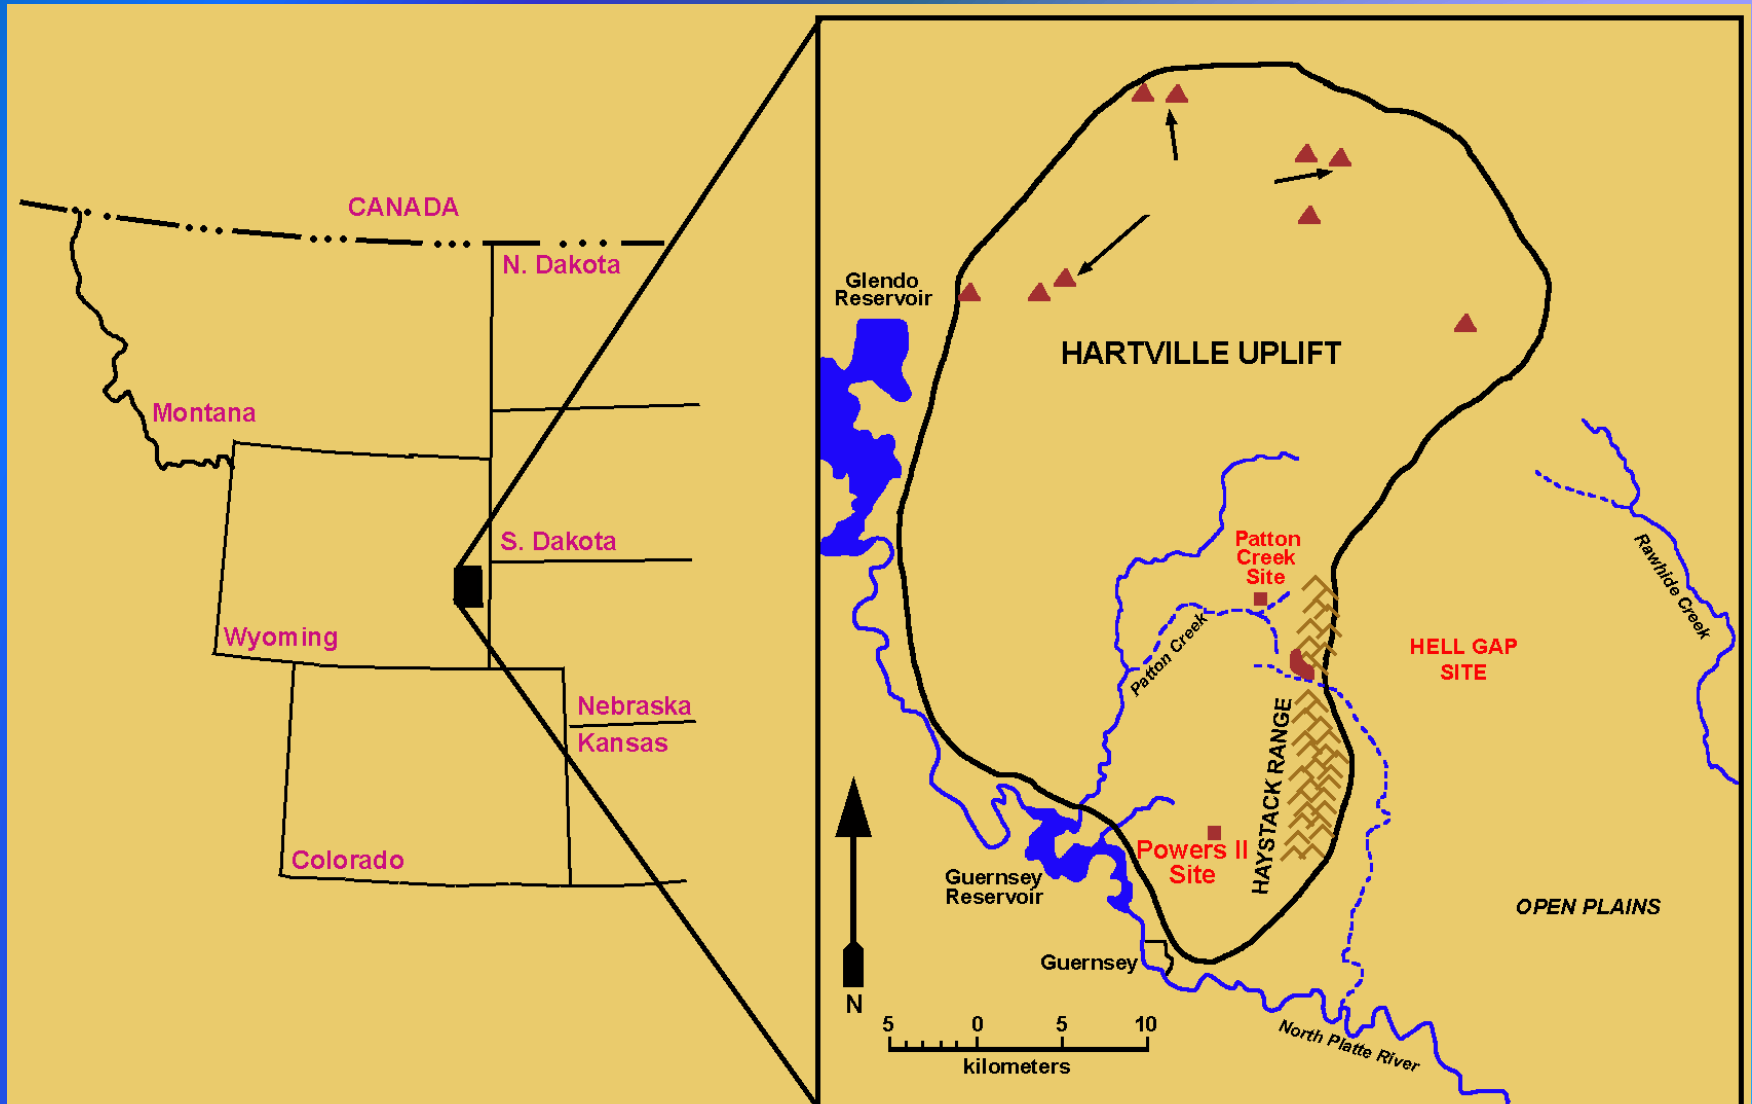 CANADA
N. Dakota
Montana
S. Dakota
Wyoming
Nebraska
Kansas
Colorado
Glendo
Reservoir
HARTVILLE UPLIFT
Patton
Creek
Site
Patton Creek
Rawhide Creek
HELL GAP
SITE
HAYSTACK RANGE
Powers II
Site
Guernsey
Reservoir
OPEN PLAINS
Guernsey
N
5 0 5 10
kilometers
North Platte River